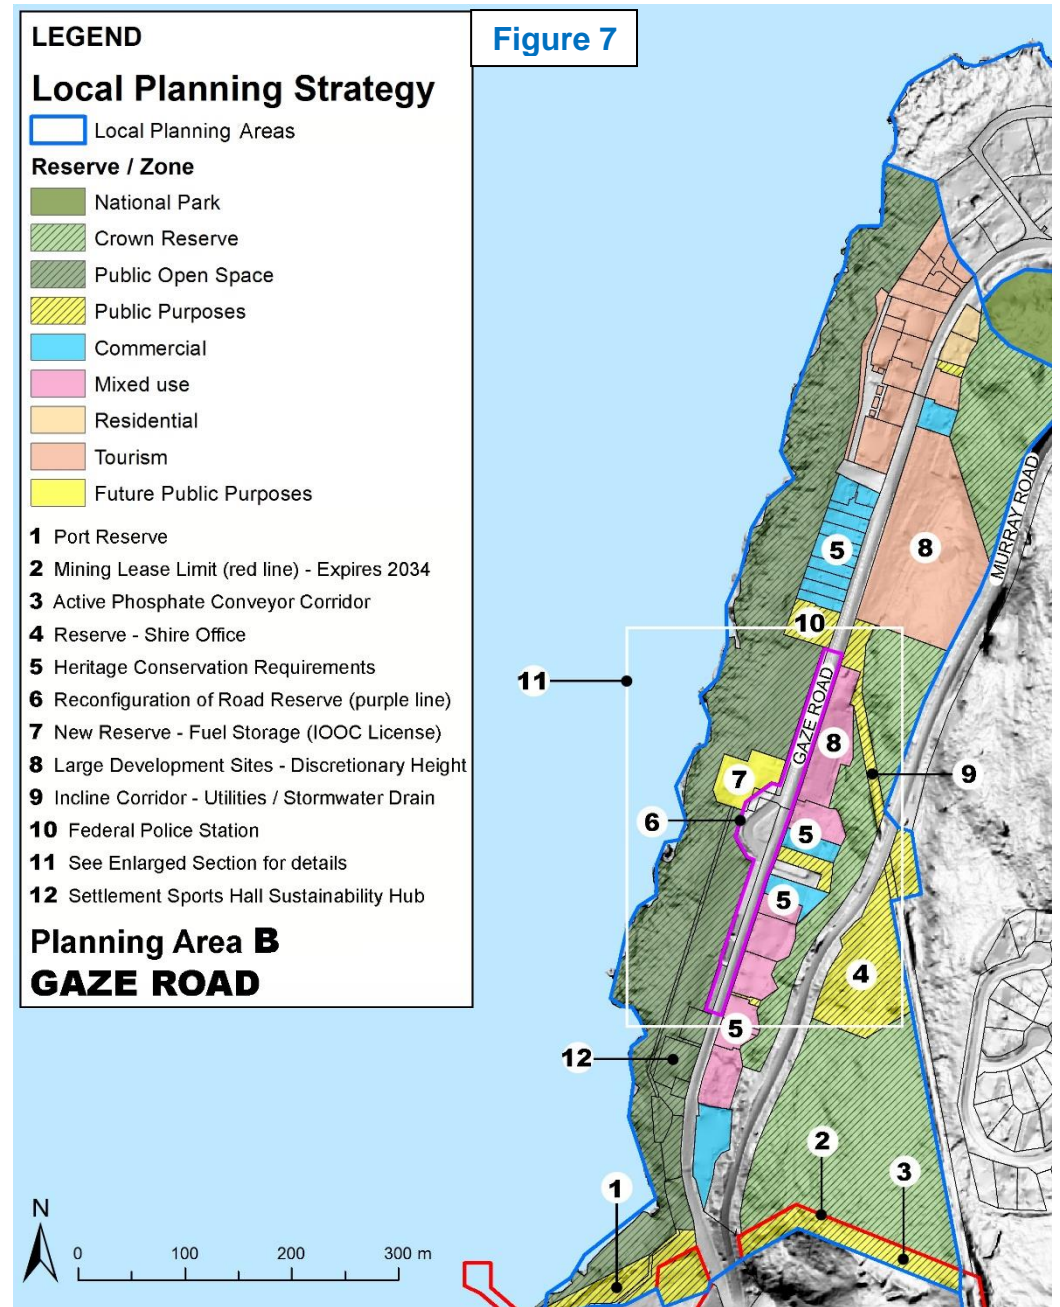 Figure 7
LEGEND
Local Planning Strategy
Local Planning Areas
Reserve / Zone
National Park
Crown Reserve
Public Open Space
Public Purposes
Commercial
Mixed use
Residential
Tourism
Future Public Purposes
1 Port Reserve
2 Mining Lease Limit (red line) - Expires 2034
3 Active Phosphate Conveyor Corridor
4 Reserve - Shire Office
5 Heritage Conservation Requirements
6 Reconfiguration of Road Reserve (purple line)
7 New Reserve - Fuel Storage (IOOC License)
8 Large Development Sites - Discretionary Height
9 Incline Corridor - Utilities / Stormwater Drain
10 Federal Police Station
11 See Enlarged Section for details
12 Settlement Sports Hall Sustainability Hub
Planning Area B
GAZE ROAD
MURRAY ROAD
5
8
10
11
GAZE ROAD
8
7
9
6
5
5
4
5
12
2
3
1
N
0 100 200 300 m